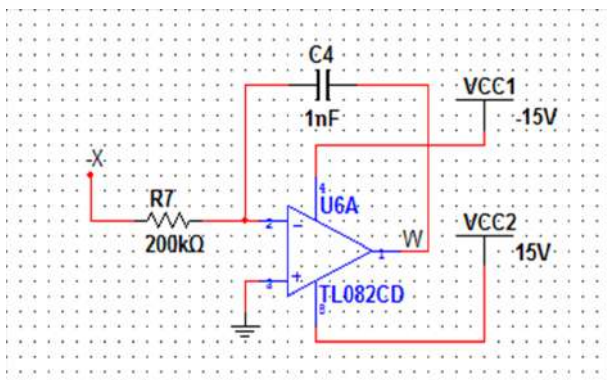 C4
1nF
VCC1
-15V
-X
R7
200kΩ
4
U6A
2
−
1
W
VCC2
15V
3
+
TL082CD
8